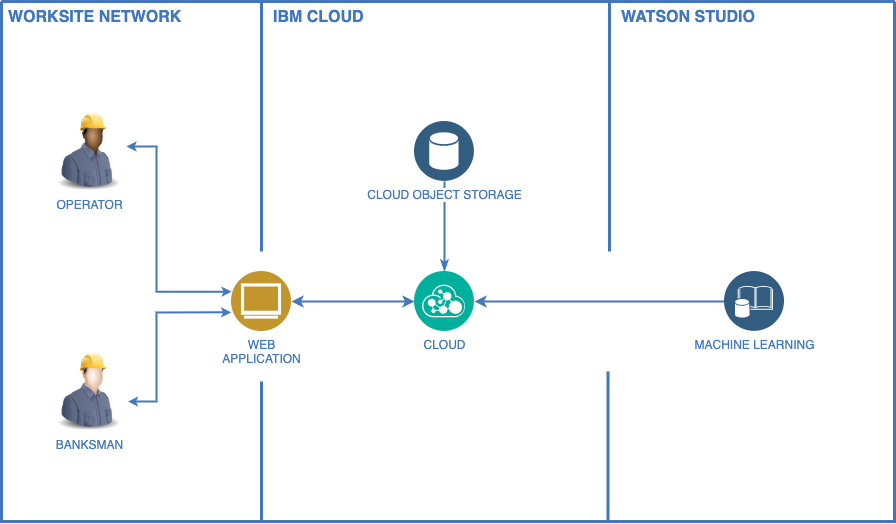 WORKSITE NETWORK
IBM CLOUD
WATSON STUDIO
OPERATOR
CLOUD OBJECT STORAGE
WEB
APPLICATION
CLOUD
MACHINE LEARNING
BANKSMAN